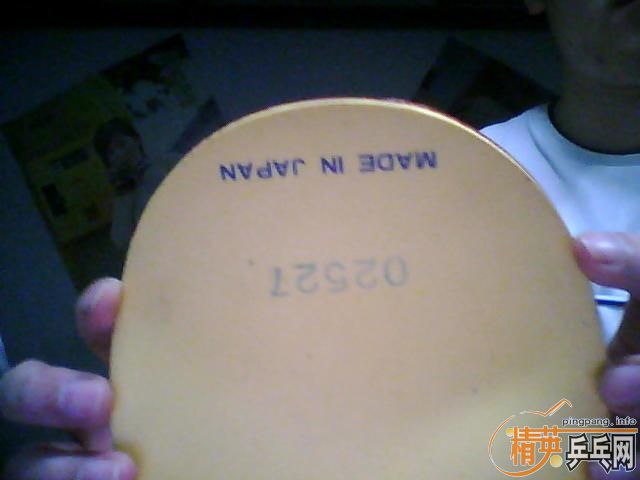 MADE IN JAPAN
02527
pingpang.info
精英乒乓网